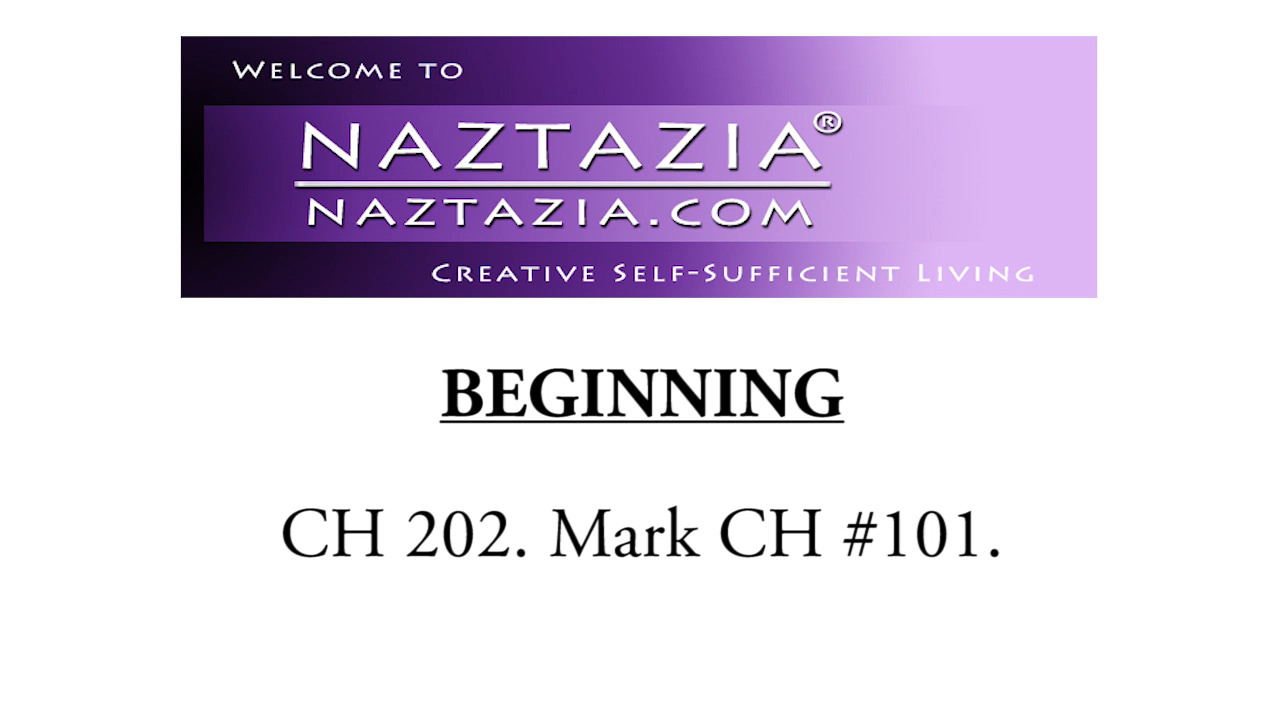 WELCOME TO
NAZTAZIA®
NAZTAZIA.COM
CREATIVE SELF-SUFFICIENT LIVING
BEGINNING
CH 202. Mark CH #101.